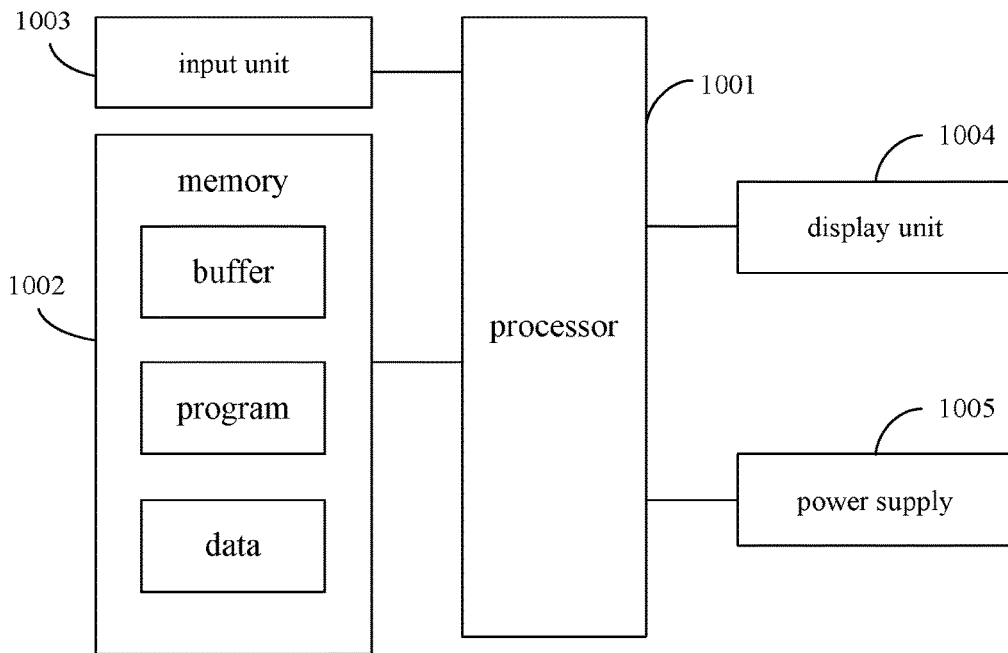 1003
input unit
1001
1004
memory
display unit
buffer
1002
processor
program
1005
power supply
data